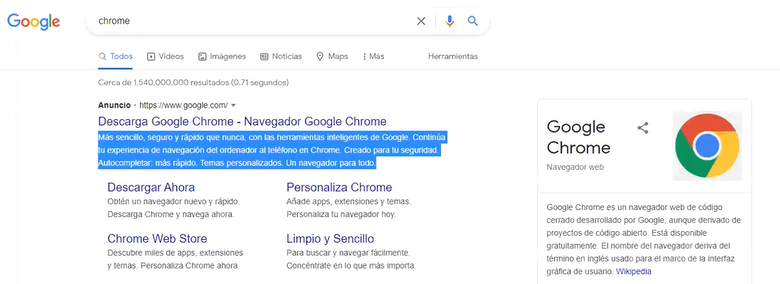 Google
chrome
Todos Vídeos Imágenes Noticias Maps Más Herramientas
Cerca de 1,540,000,000 resultados (0.71 segundos)
Anuncio · https://www.google.com/
Descarga Google Chrome - Navegador Google Chrome
Más sencillo, seguro y rápido que nunca, con las herramientas inteligentes de Google. Continúa
tu experiencia de navegación del ordenador al teléfono en Chrome. Creado para tu seguridad.
Autocompletar: más rápido. Temas personalizados. Un navegador para todo.
Descargar Ahora
Obtén un navegador nuevo y rápido.
Descarga Chrome y navega ahora.
Personaliza Chrome
Añade apps, extensiones y temas.
Personaliza tu navegador hoy.
Chrome Web Store
Descubre miles de apps, extensiones
y temas. Personaliza Chrome ahora.
Limpio y Sencillo
Para buscar y navegar fácilmente.
Concéntrate en lo que más importa.
Google
Chrome
Navegador web
Google Chrome es un navegador web de código
cerrado desarrollado por Google, aunque derivado de
proyectos de código abierto. Está disponible
gratuitamente. El nombre del navegador deriva del
término en inglés usado para el marco de la interfaz
gráfica de usuario. Wikipedia